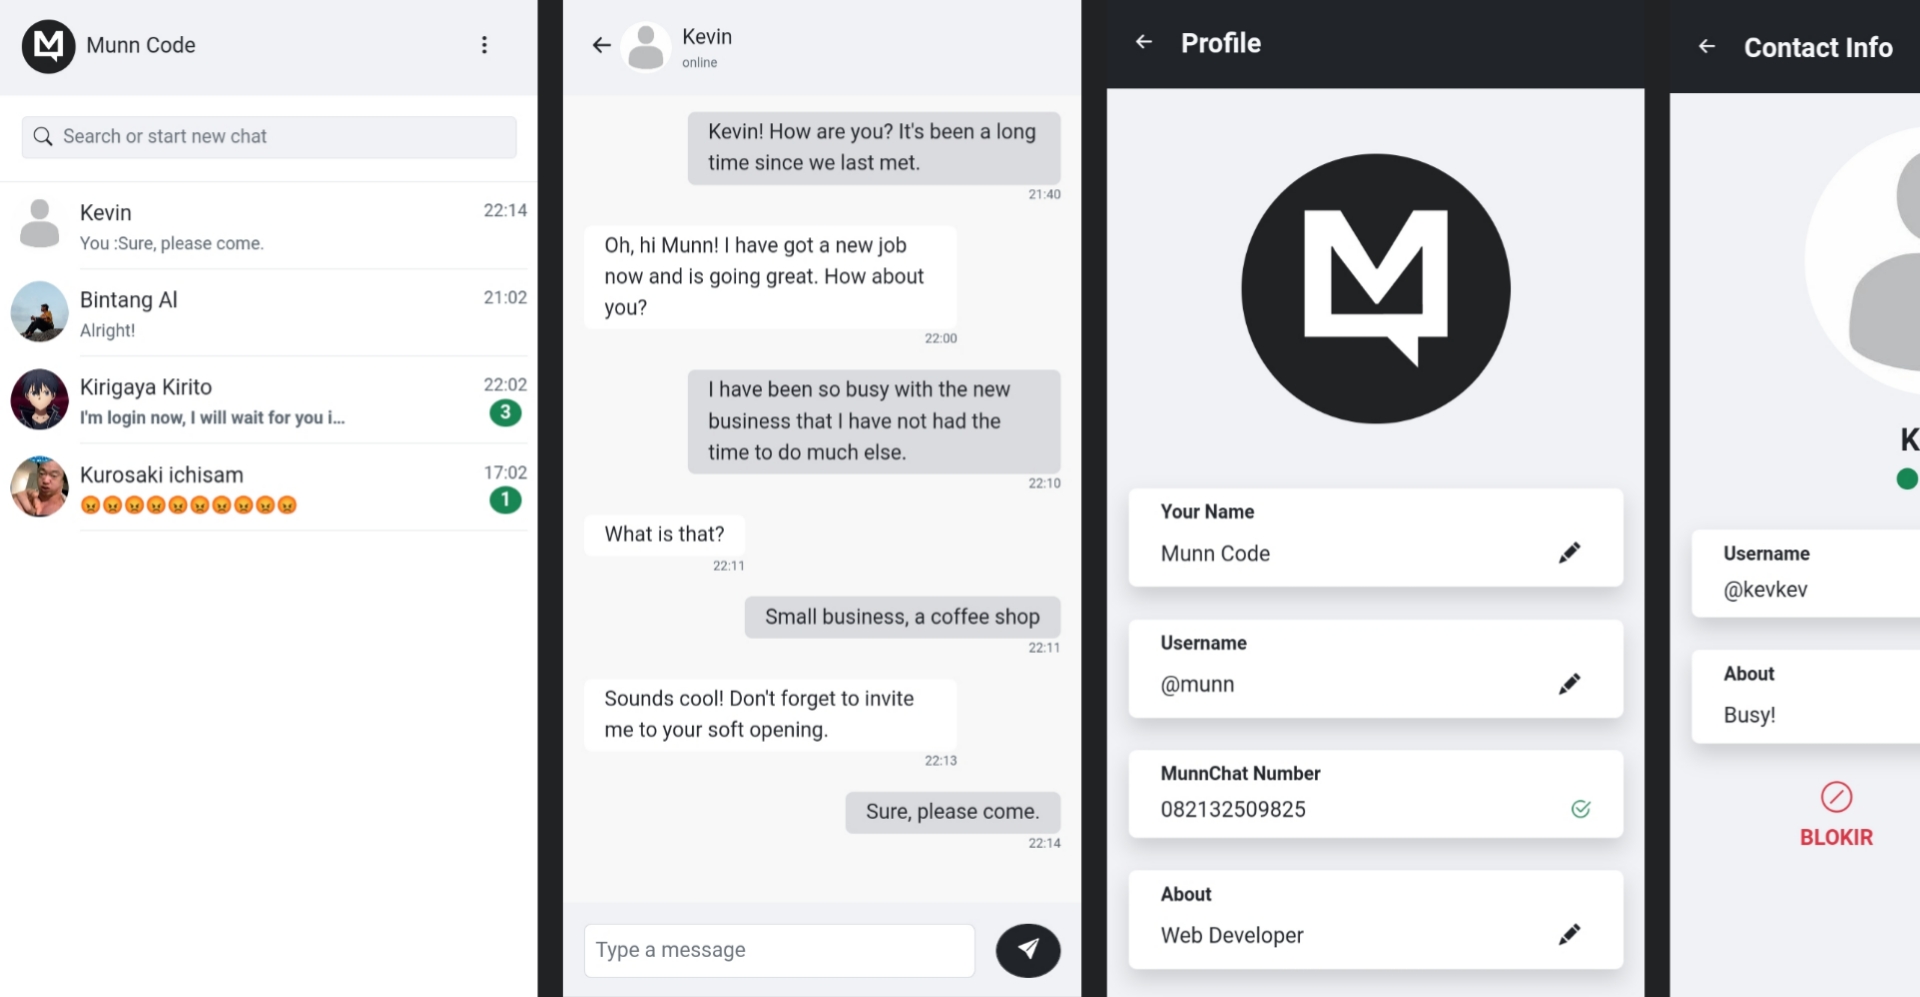 Munn Code
Search or start new chat
Kevin
22:14
You :Sure, please come.
Bintang Al
21:02
Alright!
Kirigaya Kirito
22:02
I'm login now, I will wait for you i...
3
Kurosaki ichisam
17:02
1
Kevin
online
Kevin! How are you? It's been a long
time since we last met.
21:40
Oh, hi Munn! I have got a new job
now and is going great. How about
you?
22:00
I have been so busy with the new
business that I have not had the
time to do much else.
22:10
What is that?
22:11
Small business, a coffee shop
22:11
Sounds cool! Don't forget to invite
me to your soft opening.
22:13
Sure, please come.
22:14
Type a message
Profile
Your Name
Munn Code
Username
@munn
MunnChat Number
082132509825
About
Web Developer
Contact Info
K
Username
@kevkev
About
Busy!
BLOKIR